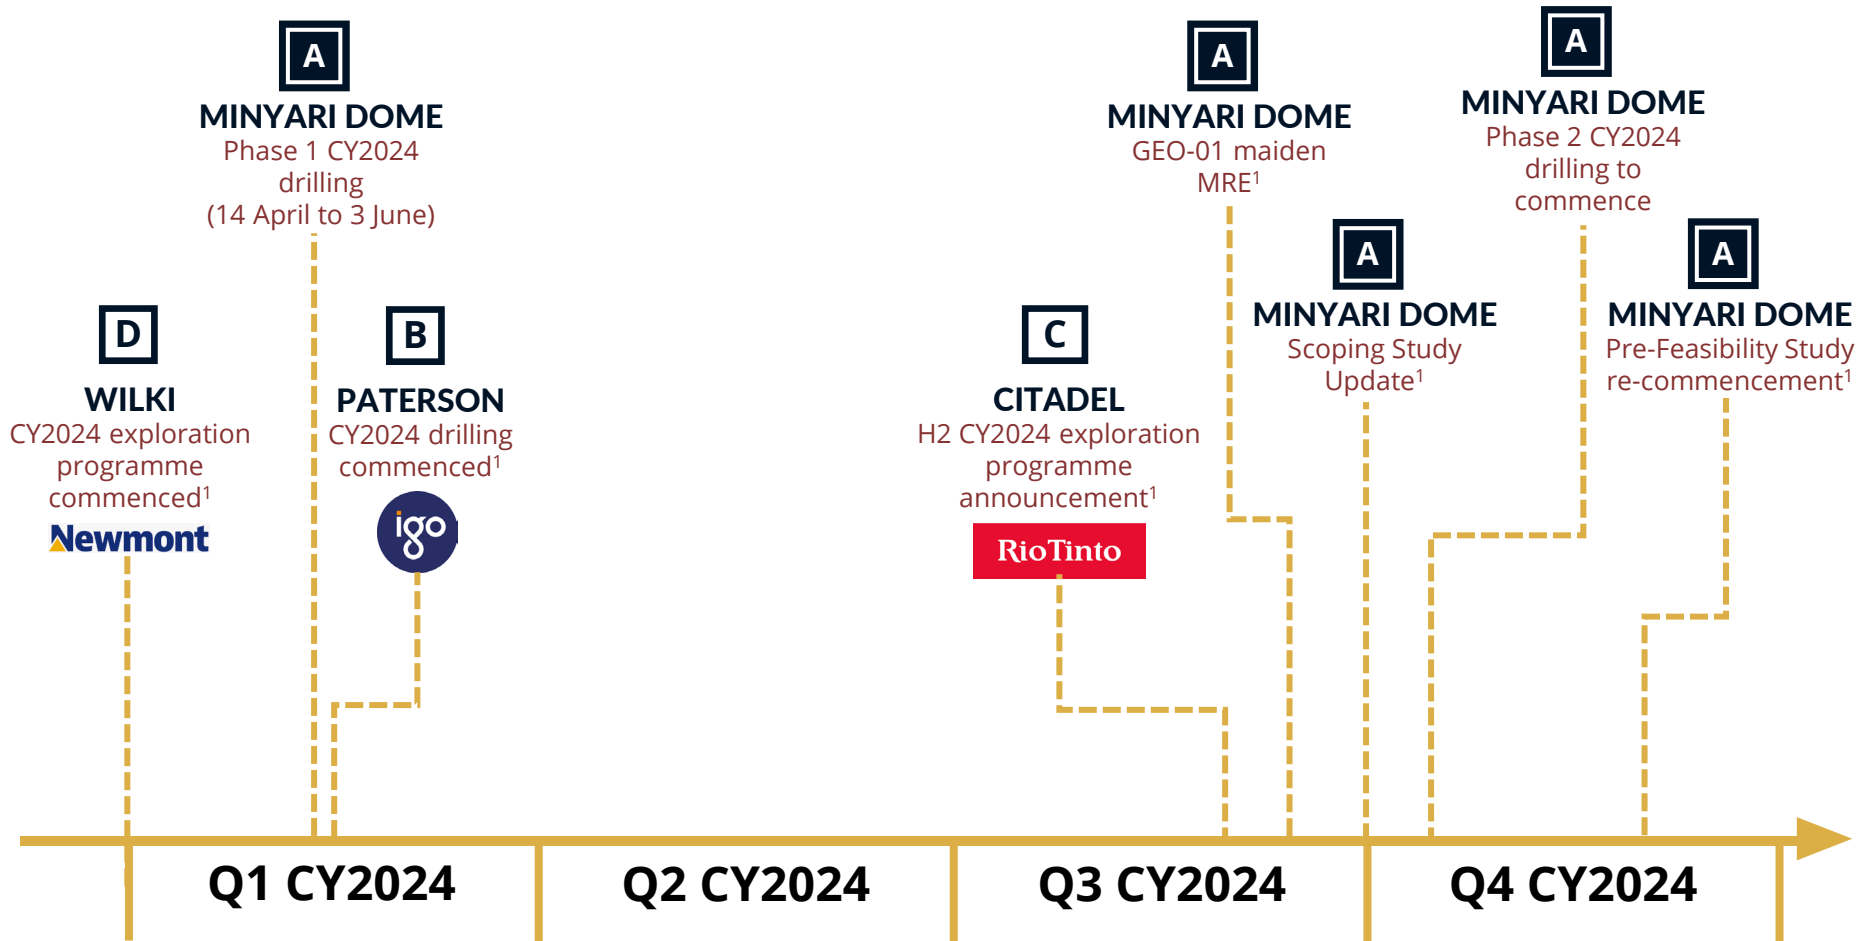 A
MINYARI DOME
Phase 1 CY2024
drilling
(14 April to 3 June)
D
WILKI
CY2024 exploration
programme
commenced¹
Newmont
B
PATERSON
CY2024 drilling
commenced¹
igo
C
CITADEL
H2 CY2024 exploration
programme
announcement¹
RioTinto
A
MINYARI DOME
GEO-01 maiden
MRE¹
A
MINYARI DOME
Scoping Study
Update¹
A
MINYARI DOME
Phase 2 CY2024
drilling to
commence
A
MINYARI DOME
Pre-Feasibility Study
re-commencement¹
Q1 CY2024
Q2 CY2024
Q3 CY2024
Q4 CY2024